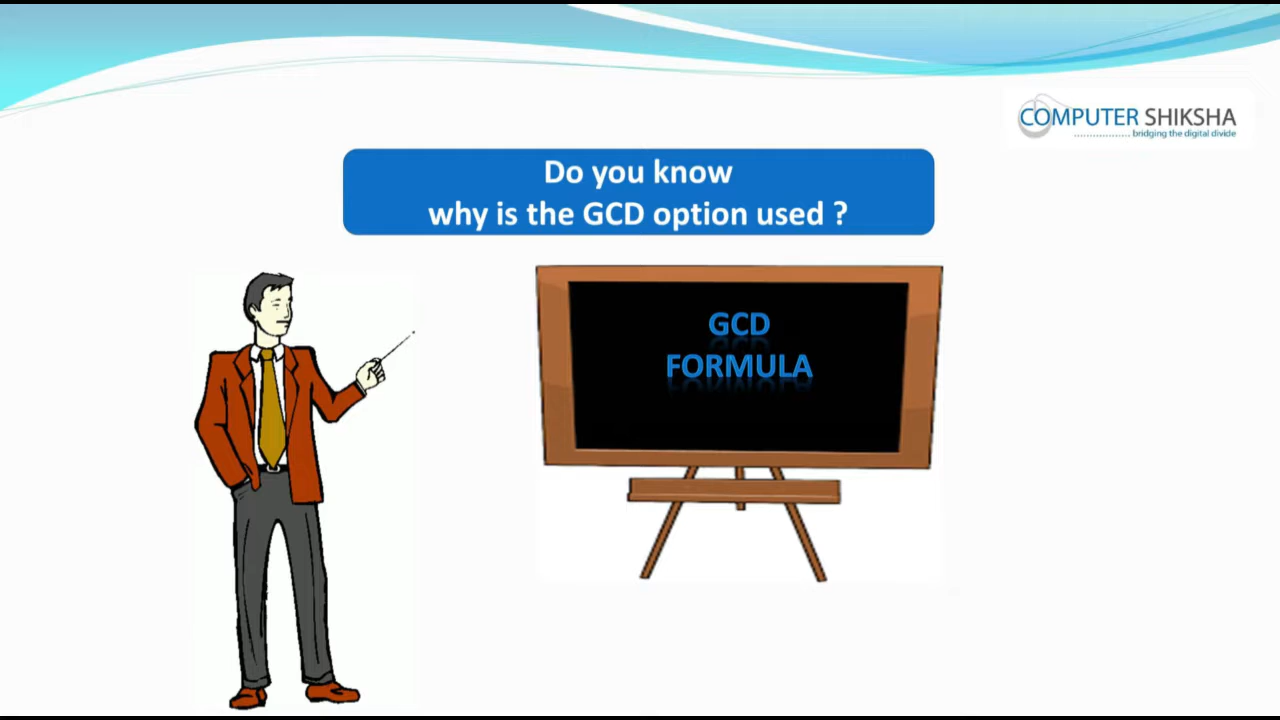 COMPUTER SHIKSHA
bridging the digital divide
Do you know
why is the GCD option used ?
GCD
FORMULA